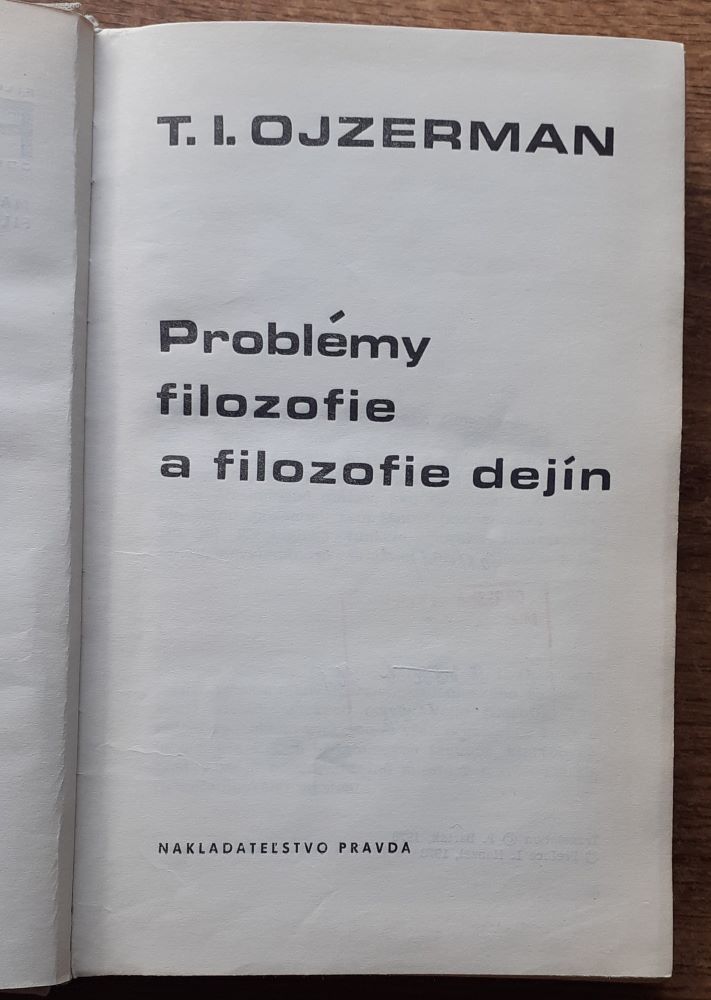 T. I. OJZERMAN
Problémy
filozofie
a filozofie dejín
NAKLADATEĽSTVO PRAVDA